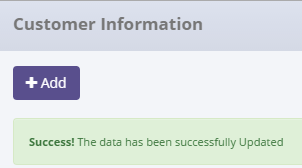 Customer Information
+ Add
Success! The data has been successfully Updated